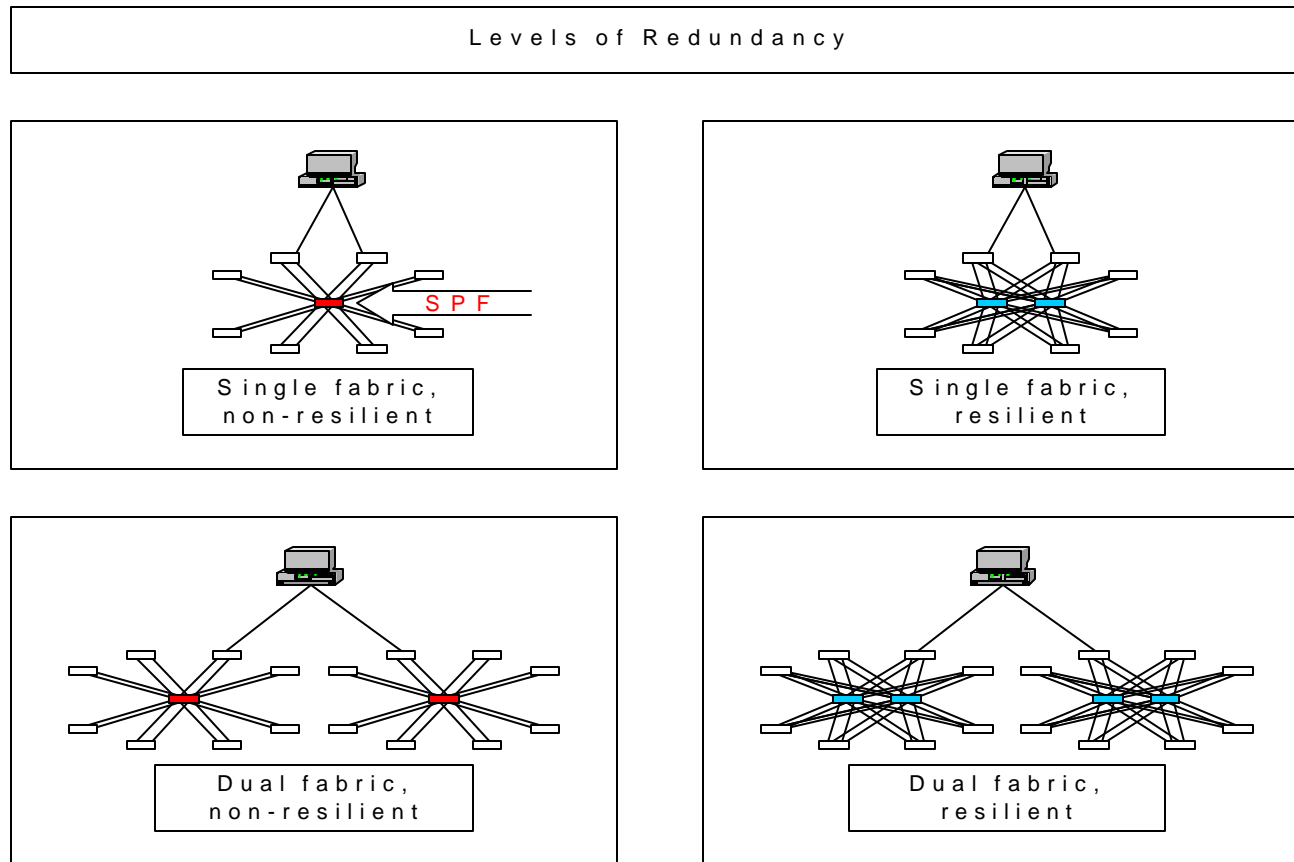 Levels of Redundancy
SPF
Single fabric,
non-resilient
Single fabric,
resilient
Dual fabric,
non-resilient
Dual fabric,
resilient